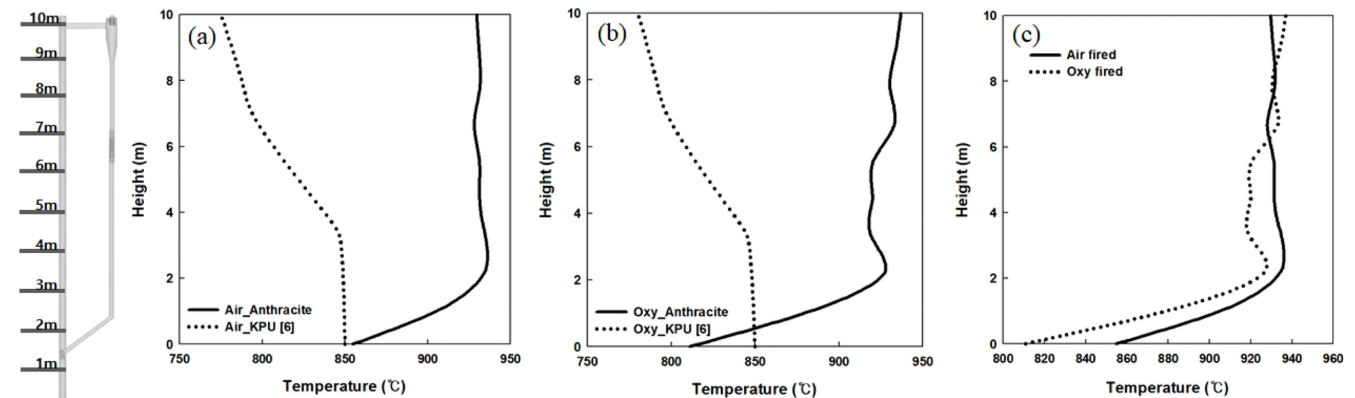 10m
9m
8m
7m
6m
5m
4m
3m
2m
1m
(a)
10
8
6
4
2
0
Height (m)
Air_Anthracite
Air_KPU [6]
750 800 850 900 950
Temperature (℃)
(b)
10
8
6
4
2
0
Height (m)
Oxy_Anthracite
Oxy_KPU [6]
750 800 850 900 950
Temperature (℃)
(c)
10
8
6
4
2
0
Height (m)
Air fired
Oxy fired
800 820 840 860 880 900 920 940 960
Temperature (℃)